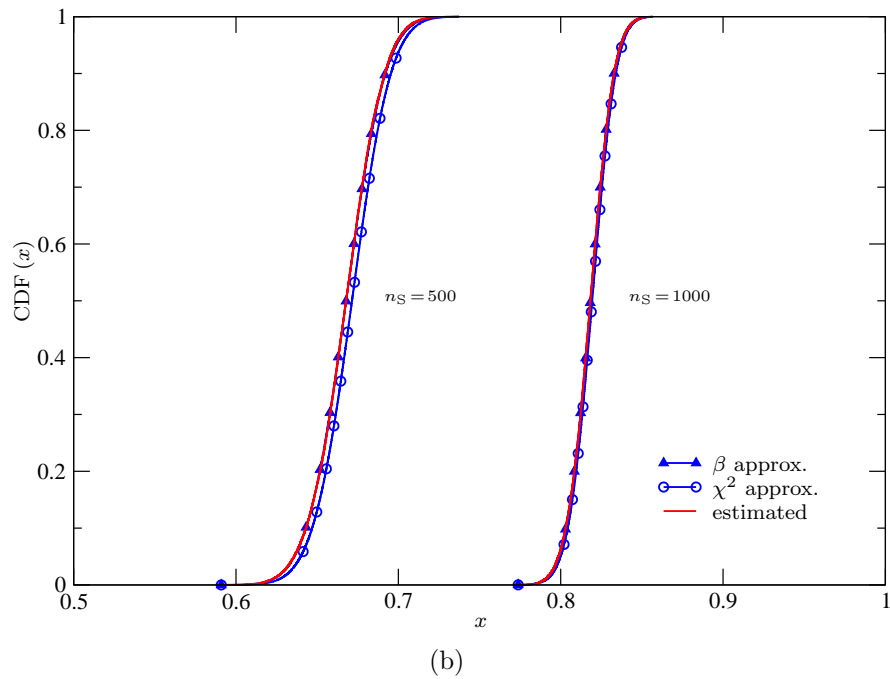 1
0.8
0.6
0.4
0.2
0
CDF (x)
n_S = 500
n_S = 1000
β approx.
χ² approx.
estimated
0.5 0.6 0.7 0.8 0.9 1
x
(b)